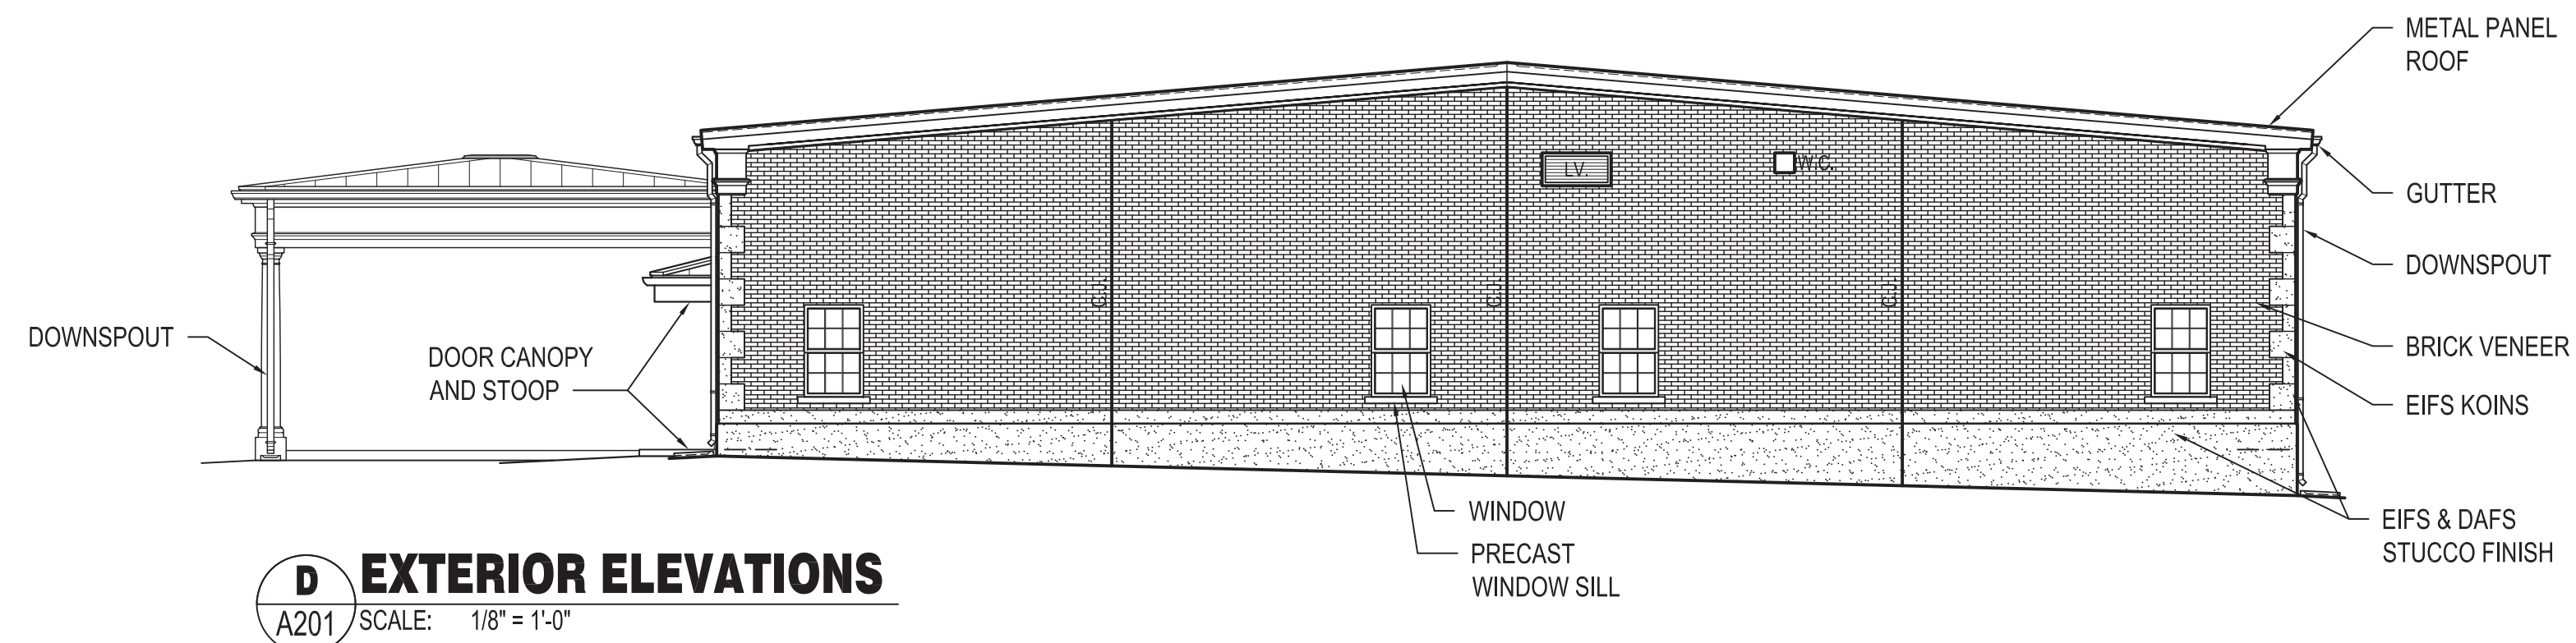 METAL PANEL
ROOF
LV.
W.C.
GUTTER
DOWNSPOUT
C.J.
C.J.
C.J.
DOWNSPOUT
DOOR CANOPY
AND STOOP
BRICK VENEER
EIFS KOINS
WINDOW
PRECAST
WINDOW SILL
EIFS & DAFS
STUCCO FINISH
D
EXTERIOR ELEVATIONS
A201
SCALE: 1/8" = 1'-0"